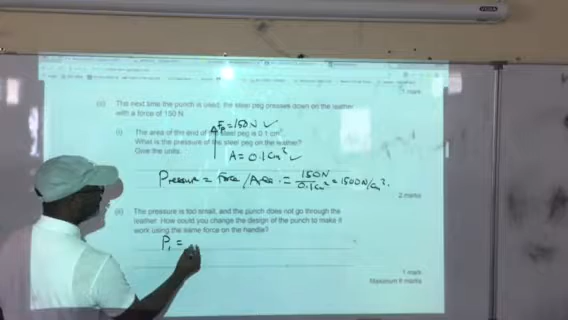 1 mark
The next time the punch is used, the steel peg presses down on the leather
with a force of 150 N.
F = 150N ✓
(i) The area of the end of the steel peg is 0.1 cm²
What is the pressure of the steel peg on the leather?
Give the units.
A = 0.1cm² ✓
Pressure = Force / Area = 150N / 0.1cm² = 1500N/cm².
2 marks
(ii) The pressure is too small, and the punch does not go through the
leather. How could you change the design of the punch to make it
work using the same force on the handle?
P₁ =
1 mark
Maximum 6 marks